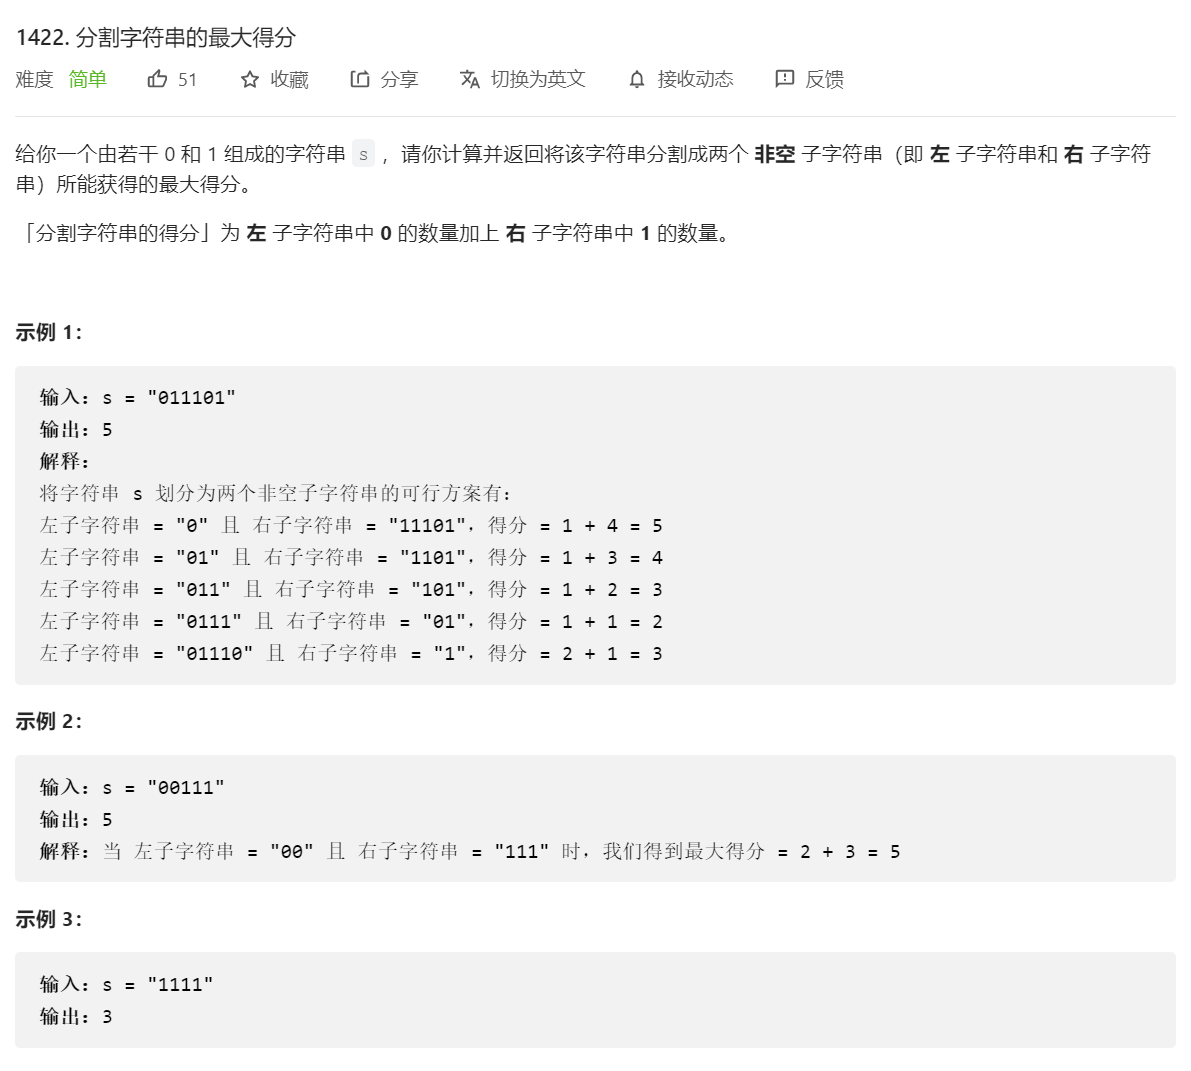 1422. 分割字符串的最大得分
难度 简单 51 收藏 分享 切换为英文 接收动态 反馈
给你一个由若干 0 和 1 组成的字符串 s ，请你计算并返回将该字符串分割成两个 非空 子字符串（即 左 子字符串和 右 子字符
串）所能获得的最大得分。
「分割字符串的得分」为 左 子字符串中 0 的数量加上 右 子字符串中 1 的数量。
示例 1：
输入：s = "011101"
输出：5
解释：
将字符串 s 划分为两个非空子字符串的可行方案有：
左子字符串 = "0" 且 右子字符串 = "11101"，得分 = 1 + 4 = 5
左子字符串 = "01" 且 右子字符串 = "1101"，得分 = 1 + 3 = 4
左子字符串 = "011" 且 右子字符串 = "101"，得分 = 1 + 2 = 3
左子字符串 = "0111" 且 右子字符串 = "01"，得分 = 1 + 1 = 2
左子字符串 = "01110" 且 右子字符串 = "1"，得分 = 2 + 1 = 3
示例 2：
输入：s = "00111"
输出：5
解释：当 左子字符串 = "00" 且 右子字符串 = "111" 时，我们得到最大得分 = 2 + 3 = 5
示例 3：
输入：s = "1111"
输出：3